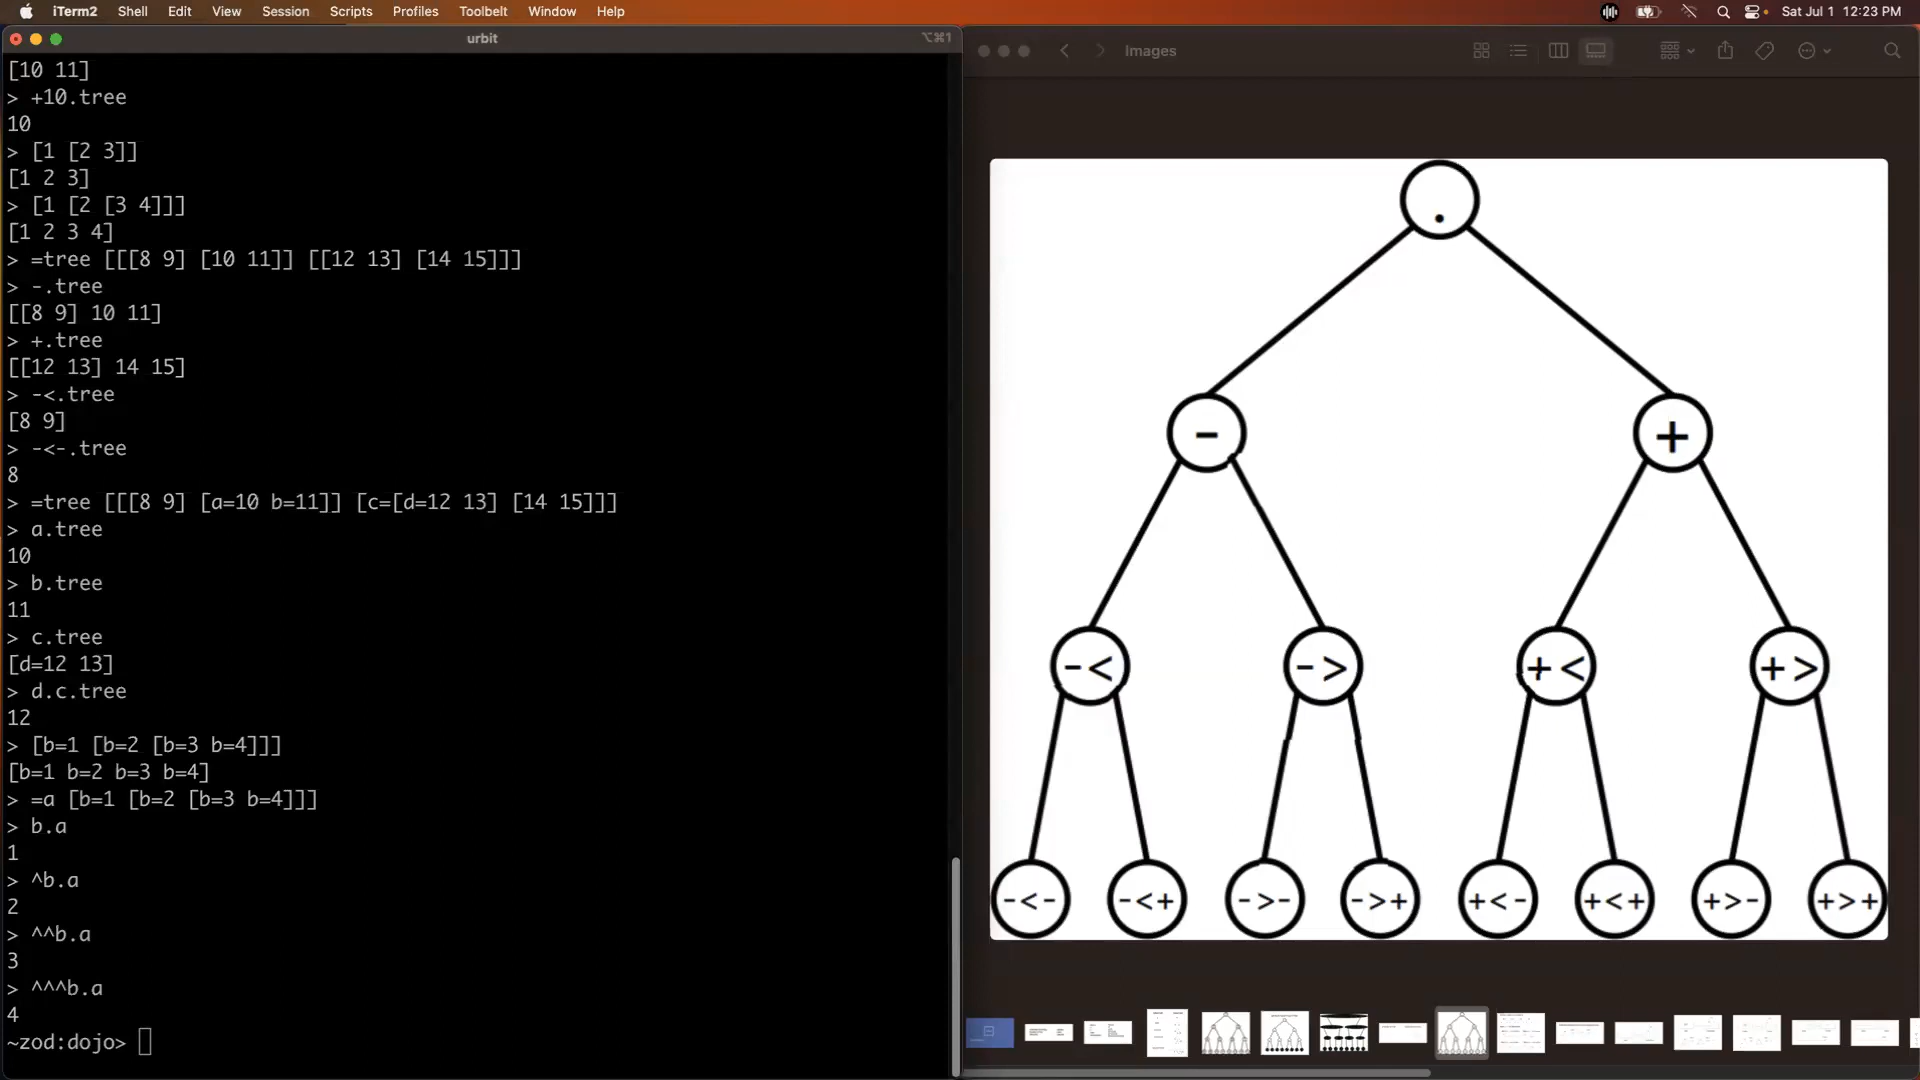 iTerm2 Shell Edit View Session Scripts Profiles Toolbelt Window Help Sat Jul 1 12:23 PM
urbit ⌥⌘1
[10 11]
> +10.tree
10
> [1 [2 3]]
[1 2 3]
> [1 [2 [3 4]]]
[1 2 3 4]
> =tree [[[8 9] [10 11]] [[12 13] [14 15]]]
> -.tree
[[8 9] 10 11]
> +.tree
[[12 13] 14 15]
> -<.tree
[8 9]
> -<-.tree
8
> =tree [[[8 9] [a=10 b=11]] [c=[d=12 13] [14 15]]]
> a.tree
10
> b.tree
11
> c.tree
[d=12 13]
> d.c.tree
12
> [b=1 [b=2 [b=3 b=4]]]
[b=1 b=2 b=3 b=4]
> =a [b=1 [b=2 [b=3 b=4]]]
> b.a
1
> ^b.a
2
> ^^b.a
3
> ^^^b.a
4
~zod:dojo>
Images
.
- +
-< -> +< +>
-<- -<+ ->- ->+ +<- +<+ +>- +>+